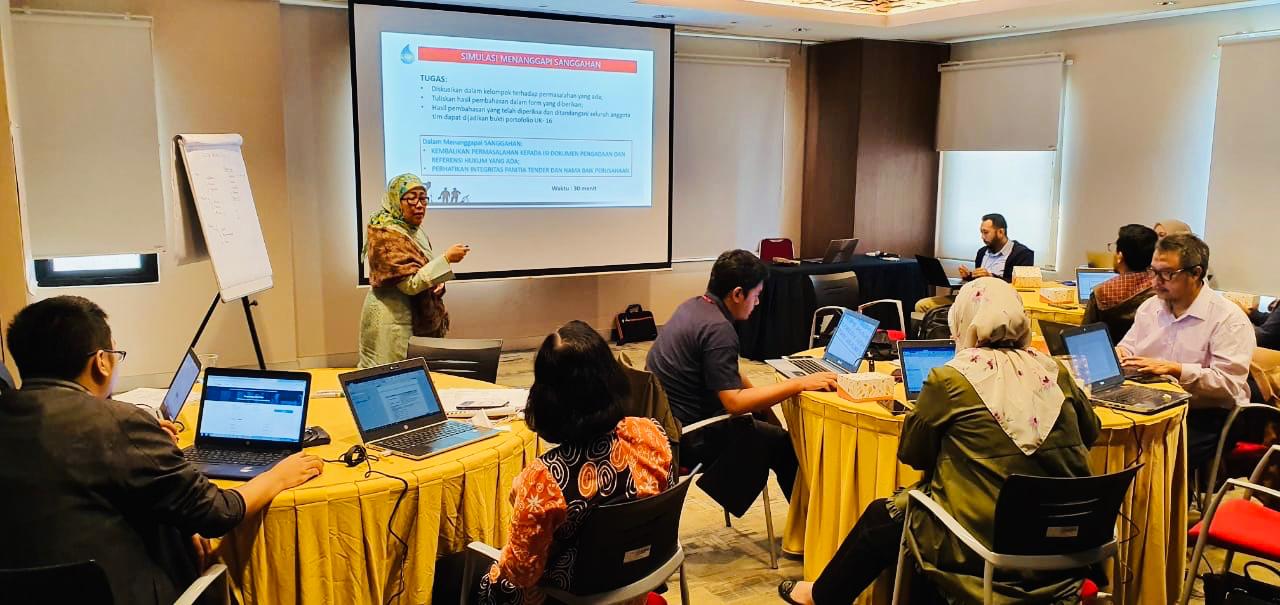 SIMULASI MENANGGAPI SANGGAHAN
TUGAS:
• Diskusikan dalam kelompok terhadap permasalahan yang ada;
• Tuliskan hasil pembahasan dalam form yang diberikan;
• Hasil pembahasan yang telah diperiksa dan ditandangani seluruh anggota
tim dapat dijadikan bukti portofolio UK- 16
Dalam Menanggapai SANGGAHAN:
• KEMBALIKAN PERMASALAHAN KEPADA ISI DOKUMEN PENGADAAN DAN
REFERENSI HUKUM YANG ADA;
• PERHATIKAN INTEGRITAS PANITIA TENDER DAN NAMA BAIK PERUSAHAAN
Waktu : 30 menit